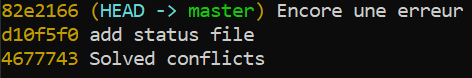 82e2166 (HEAD -> master) Encore une erreur
d10f5f0 add status file
4677743 Solved conflicts